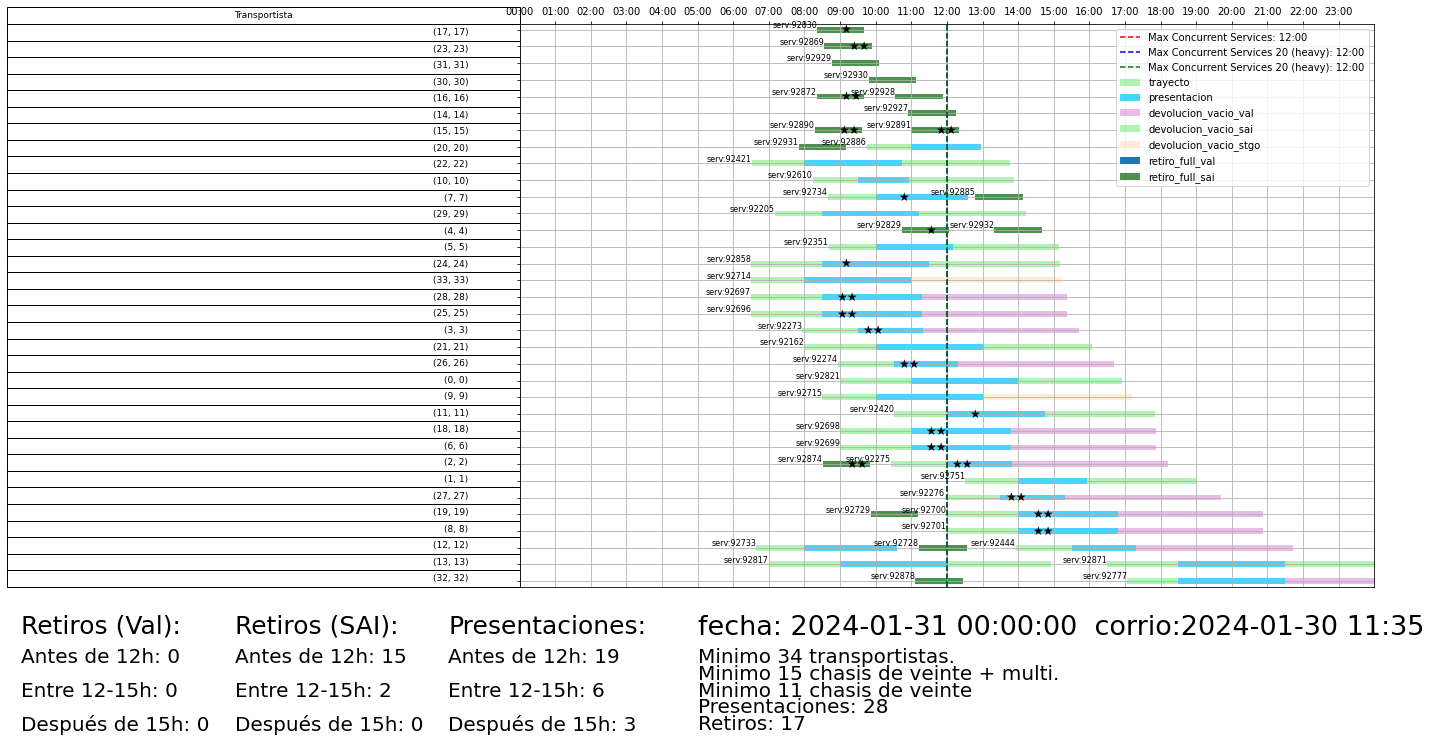 Transportista
00:00 01:00 02:00 03:00 04:00 05:00 06:00 07:00 08:00 09:00 10:00 11:00 12:00 13:00 14:00 15:00 16:00 17:00 18:00 19:00 20:00 21:00 22:00 23:00
(17, 17) serv:92830
(23, 23) serv:92869
(31, 31) serv:92929
(30, 30) serv:92930
(16, 16) serv:92872 serv:92928
(14, 14) serv:92927
(15, 15) serv:92890 serv:92891
(20, 20) serv:92931 serv:92886
(22, 22) serv:92421
(10, 10) serv:92610
(7, 7) serv:92734 serv:92885
(29, 29) serv:92205
(4, 4) serv:92829 serv:92932
(5, 5) serv:92351
(24, 24) serv:92858
(33, 33) serv:92714
(28, 28) serv:92697
(25, 25) serv:92696
(3, 3) serv:92273
(21, 21) serv:92162
(26, 26) serv:92274
(0, 0) serv:92821
(9, 9) serv:92715
(11, 11) serv:92420
(18, 18) serv:92698
(6, 6) serv:92699
(2, 2) serv:92874 serv:92275
(1, 1) serv:92751
(27, 27) serv:92276
(19, 19) serv:92729 serv:92700
(8, 8) serv:92701
(12, 12) serv:92733 serv:92728 serv:92444
(13, 13) serv:92817 serv:92871
(32, 32) serv:92878 serv:92777
Max Concurrent Services: 12:00
Max Concurrent Services 20 (heavy): 12:00
Max Concurrent Services 20 (heavy): 12:00
trayecto
presentacion
devolucion_vacio_val
devolucion_vacio_sai
devolucion_vacio_stgo
retiro_full_val
retiro_full_sai
Retiros (Val):
Antes de 12h: 0
Entre 12-15h: 0
Después de 15h: 0
Retiros (SAI):
Antes de 12h: 15
Entre 12-15h: 2
Después de 15h: 0
Presentaciones:
Antes de 12h: 19
Entre 12-15h: 6
Después de 15h: 3
fecha: 2024-01-31 00:00:00 corrio:2024-01-30 11:35
Minimo 34 transportistas.
Minimo 15 chasis de veinte + multi.
Minimo 11 chasis de veinte
Presentaciones: 28
Retiros: 17